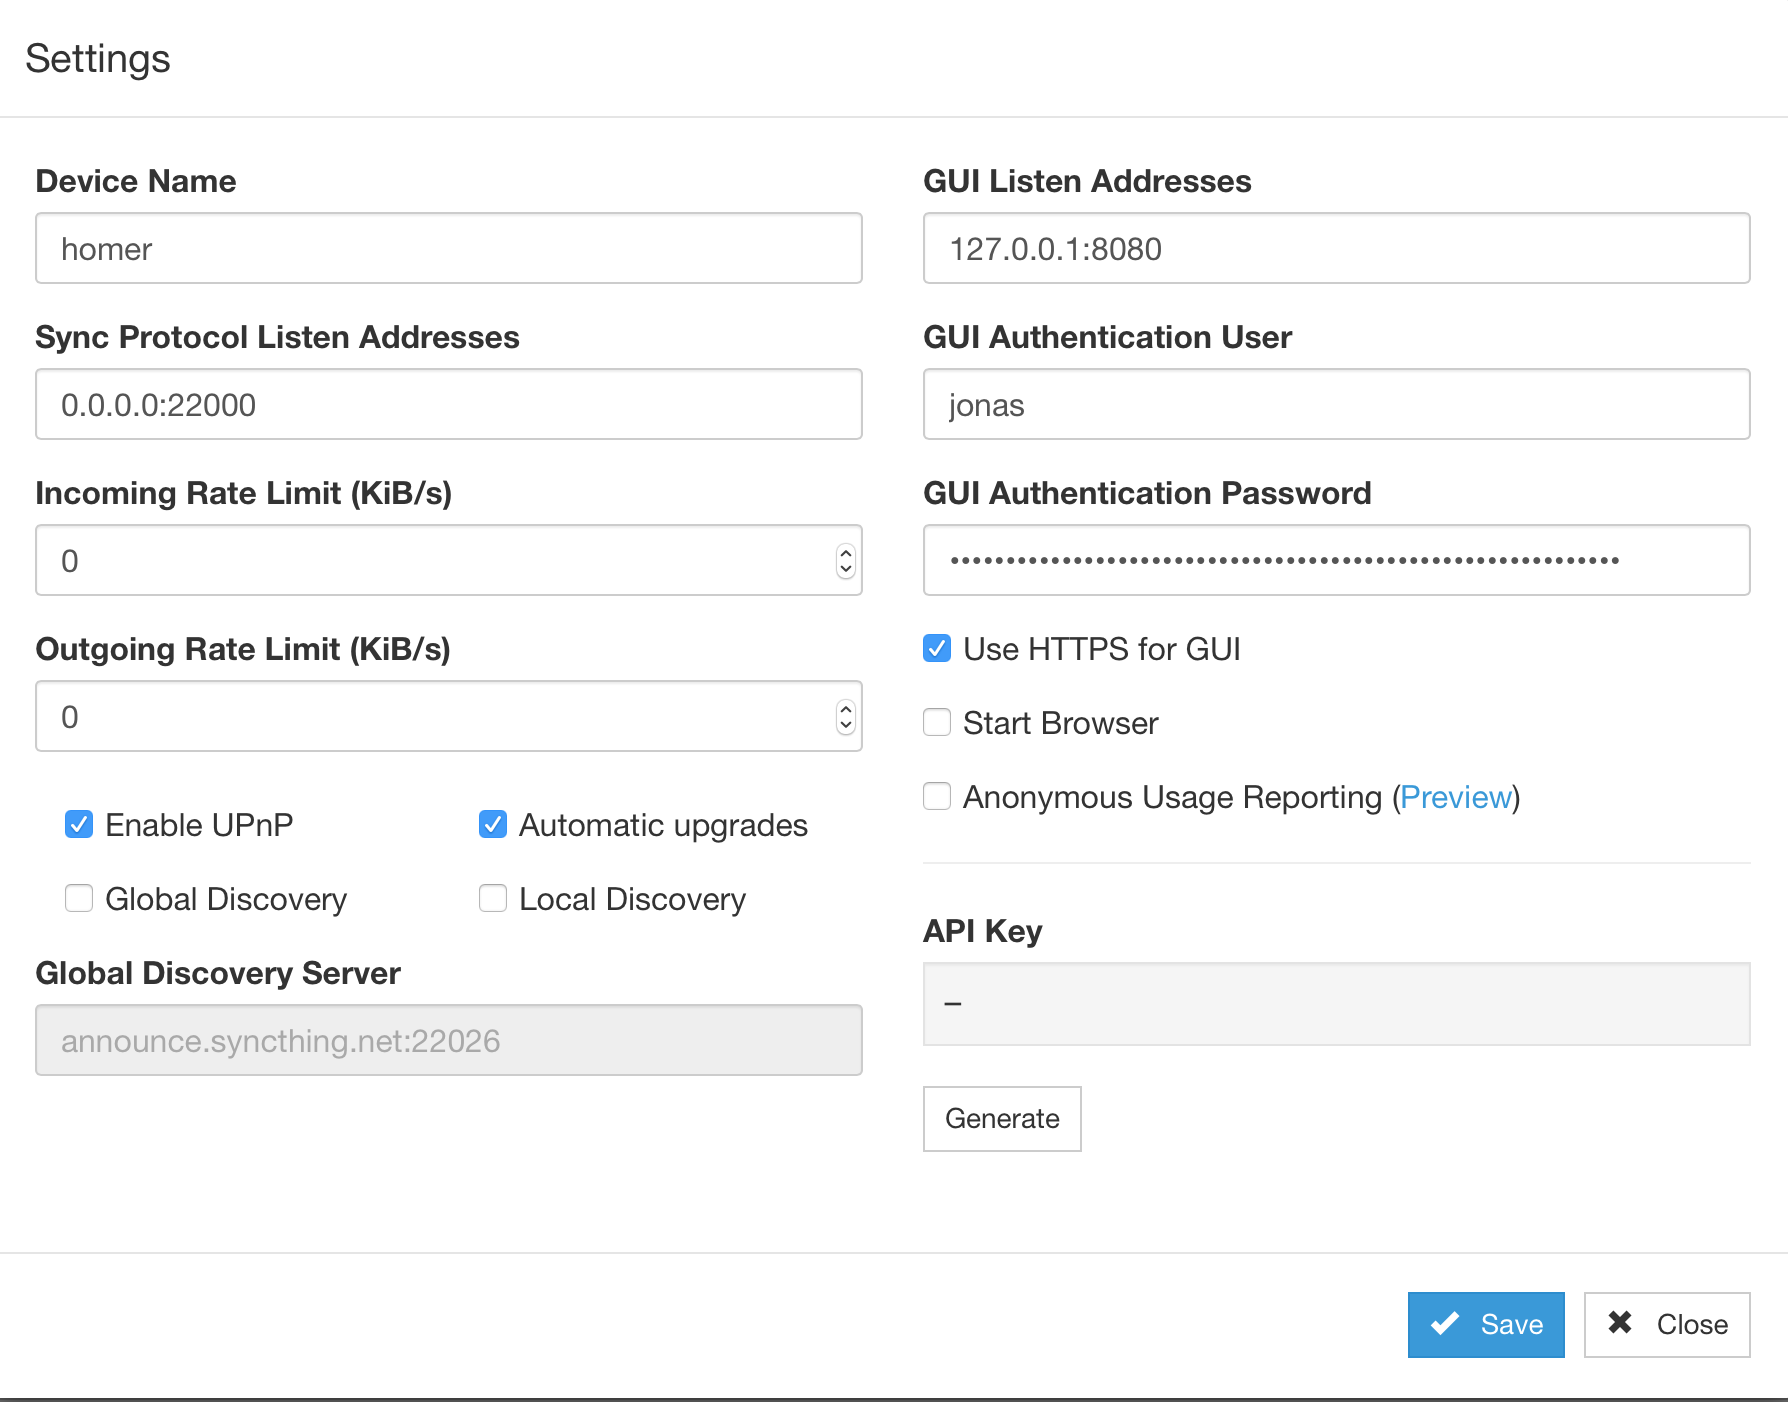 Settings
Device Name
homer
Sync Protocol Listen Addresses
0.0.0.0:22000
Incoming Rate Limit (KiB/s)
0
Outgoing Rate Limit (KiB/s)
0
Enable UPnP
Automatic upgrades
Global Discovery
Local Discovery
Global Discovery Server
announce.syncthing.net:22026
GUI Listen Addresses
127.0.0.1:8080
GUI Authentication User
jonas
GUI Authentication Password
••••••••••••••••••••••••••••••••••••••••••••••••••••••••••••
Use HTTPS for GUI
Start Browser
Anonymous Usage Reporting (Preview)
API Key
–
Generate
Save
Close